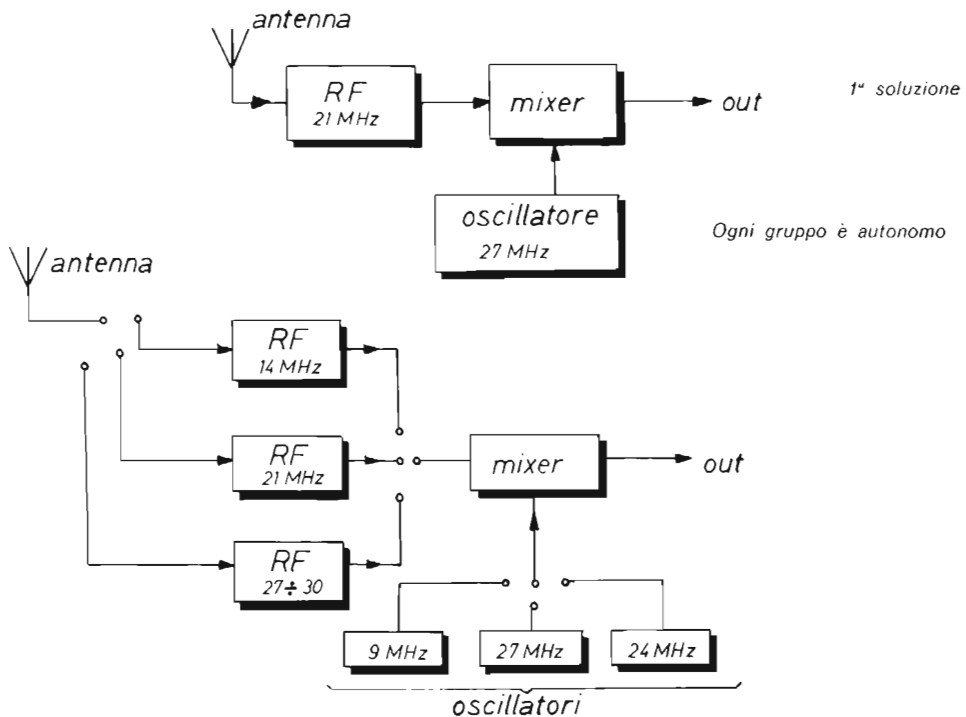 antenna
RF
21 MHz
mixer
out
1ª soluzione
oscillatore
27 MHz
Ogni gruppo è autonomo
antenna
RF
14 MHz
RF
21 MHz
mixer
out
RF
27 ÷ 30
9 MHz
27 MHz
24 MHz
oscillatori